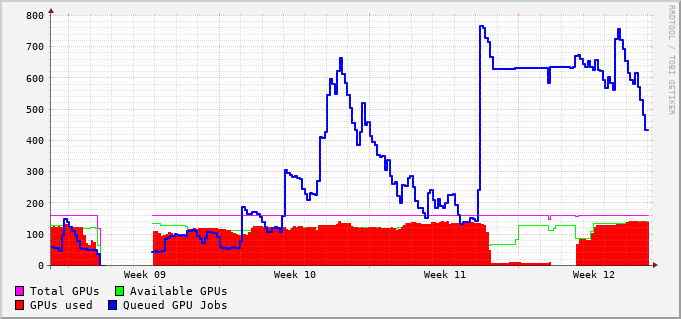 800
700
600
500
400
300
200
100
0
Week 09 Week 10 Week 11 Week 12
Total GPUs Available GPUs
GPUs used Queued GPU Jobs
RRDTOOL / TOBI OETIKER